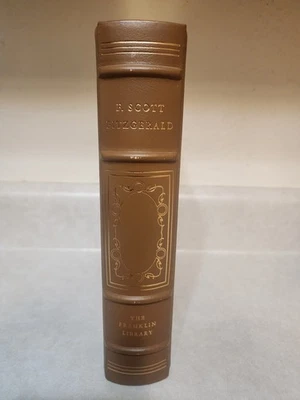 F. SCOTT
FITZGERALD
THE
FRANKLIN
LIBRARY